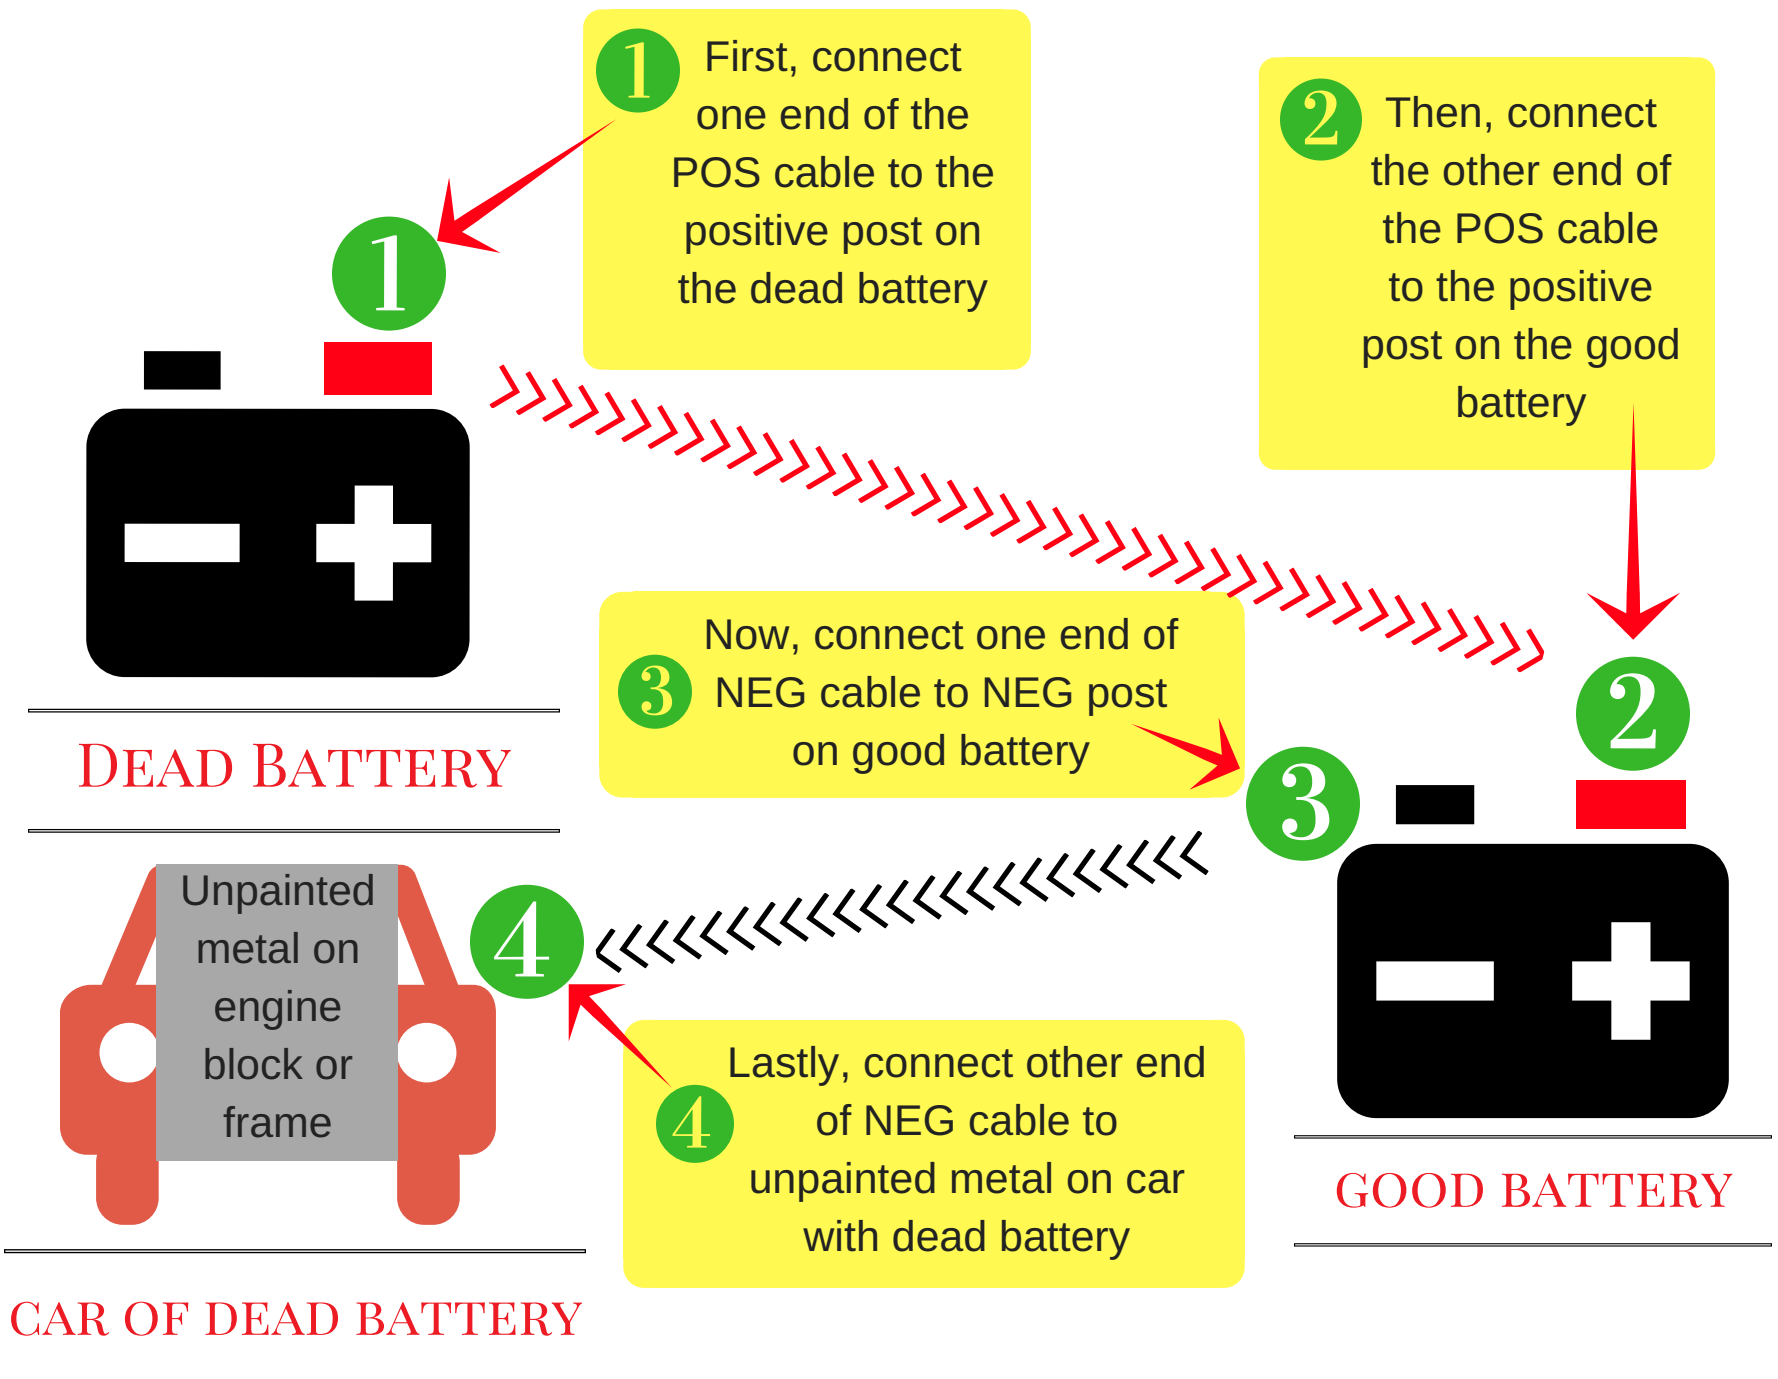 1
First, connect
one end of the
POS cable to the
positive post on
the dead battery
2
Then, connect
the other end of
the POS cable
to the positive
post on the good
battery
1
Dead Battery
3
Now, connect one end of
NEG cable to NEG post
on good battery
2
3
Unpainted
metal on
engine
block or
frame
4
4
Lastly, connect other end
of NEG cable to
unpainted metal on car
with dead battery
GOOD BATTERY
CAR OF DEAD BATTERY